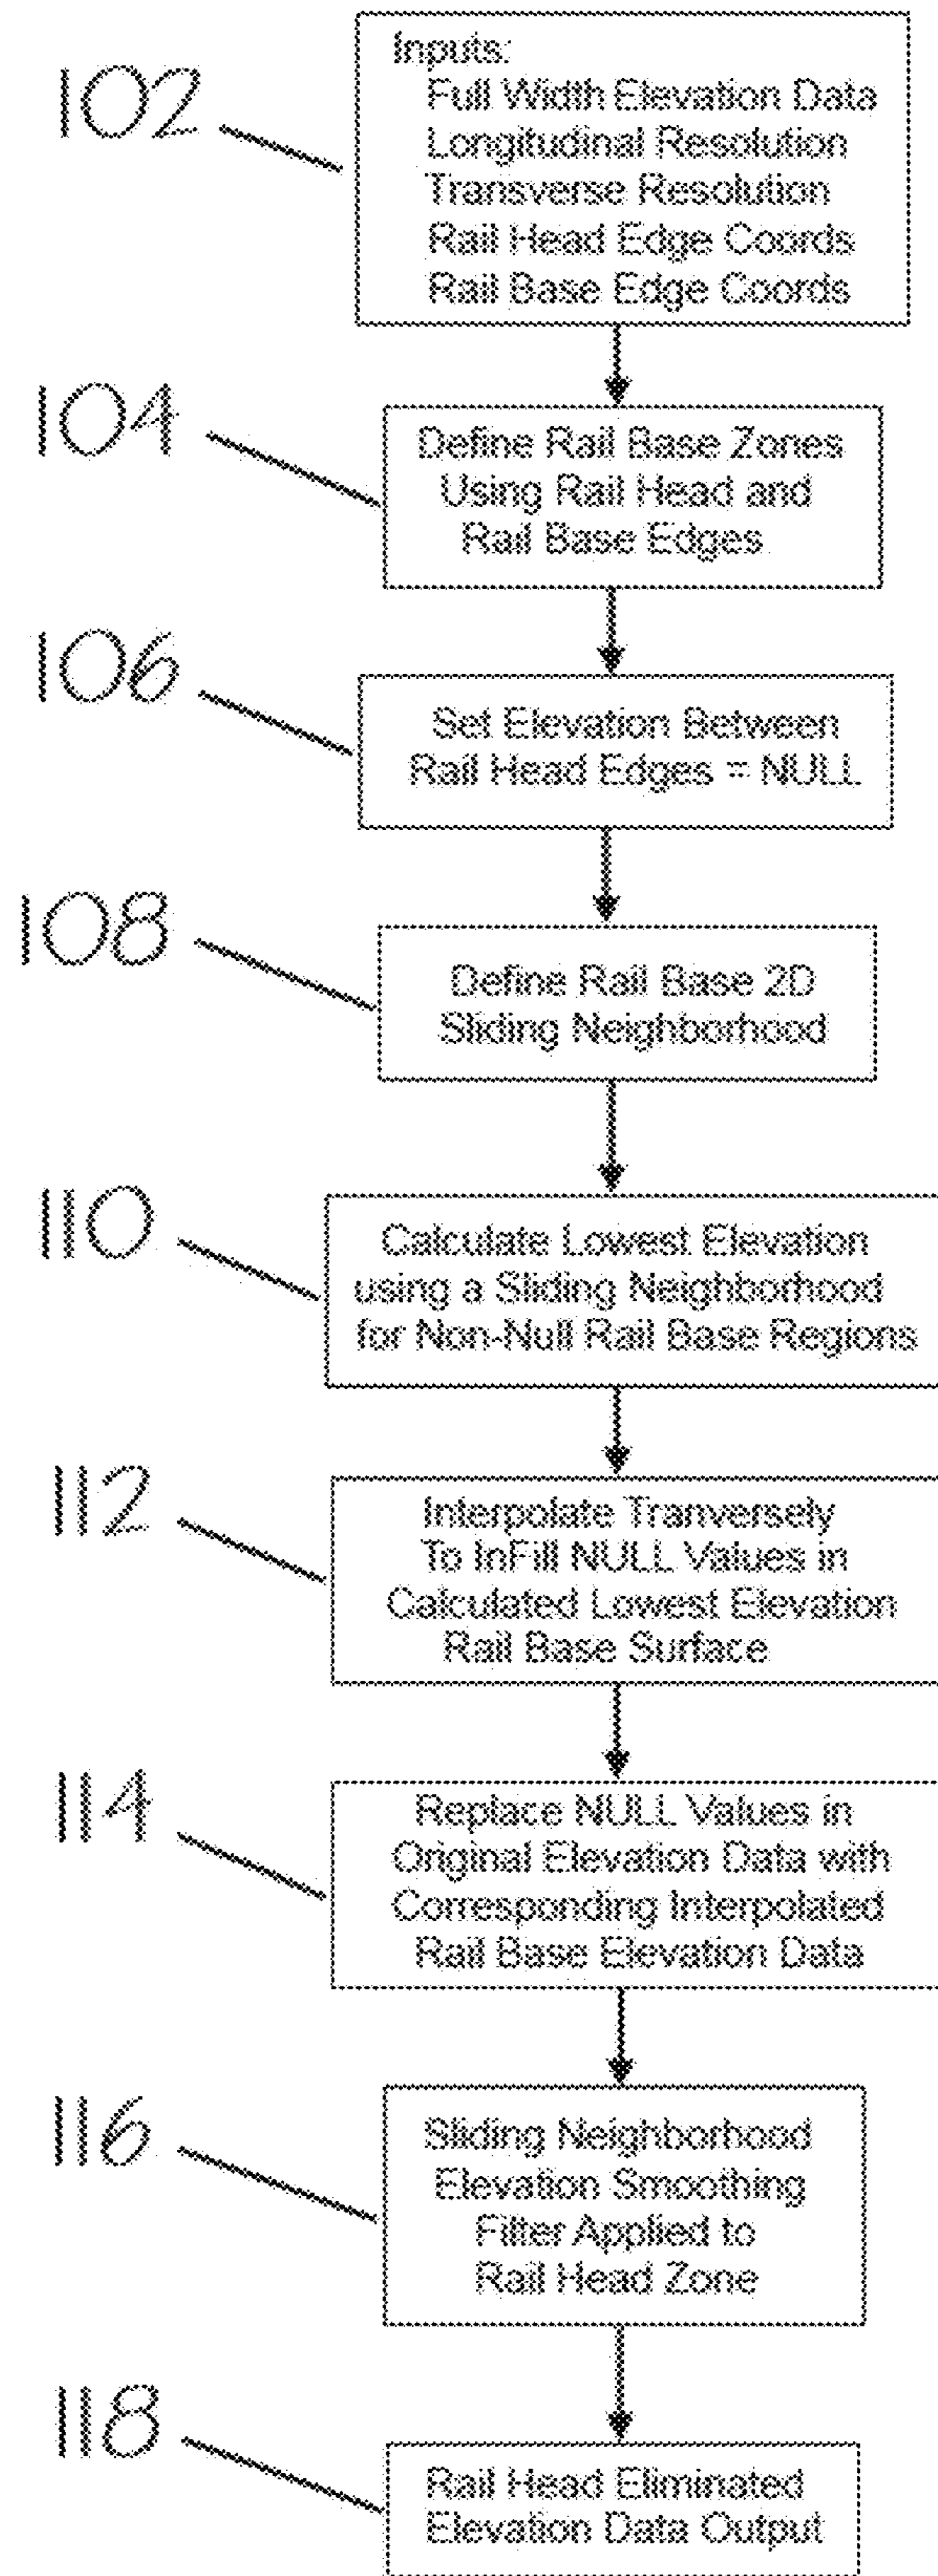 102
Inputs:
Full Width Elevation Data
Longitudinal Resolution
Transverse Resolution
Rail Head Edge Coords
Rail Base Edge Coords
104
Define Rail Base Zones
Using Rail Head and
Rail Base Edges
106
Set Elevation Between
Rail Head Edges = NULL
108
Define Rail Base 2D
Sliding Neighborhood
110
Calculate Lowest Elevation
using a Sliding Neighborhood
for Non-Null Rail Base Regions
112
Interpolate Tranversely
To InFill NULL Values in
Calculated Lowest Elevation
Rail Base Surface
114
Replace NULL Values in
Original Elevation Data with
Corresponding Interpolated
Rail Base Elevation Data
116
Sliding Neighborhood
Elevation Smoothing
Filter Applied to
Rail Head Zone
118
Rail Head Eliminated
Elevation Data Output